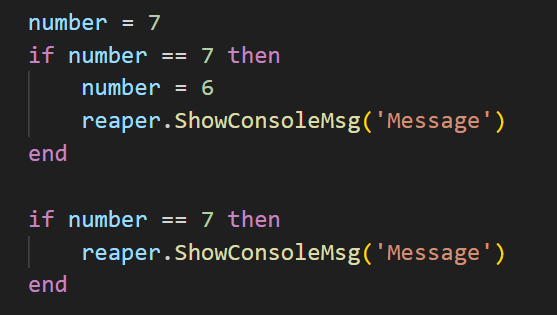 number = 7
if number == 7 then
    number = 6
    reaper.ShowConsoleMsg('Message')
end

if number == 7 then
    reaper.ShowConsoleMsg('Message')
end